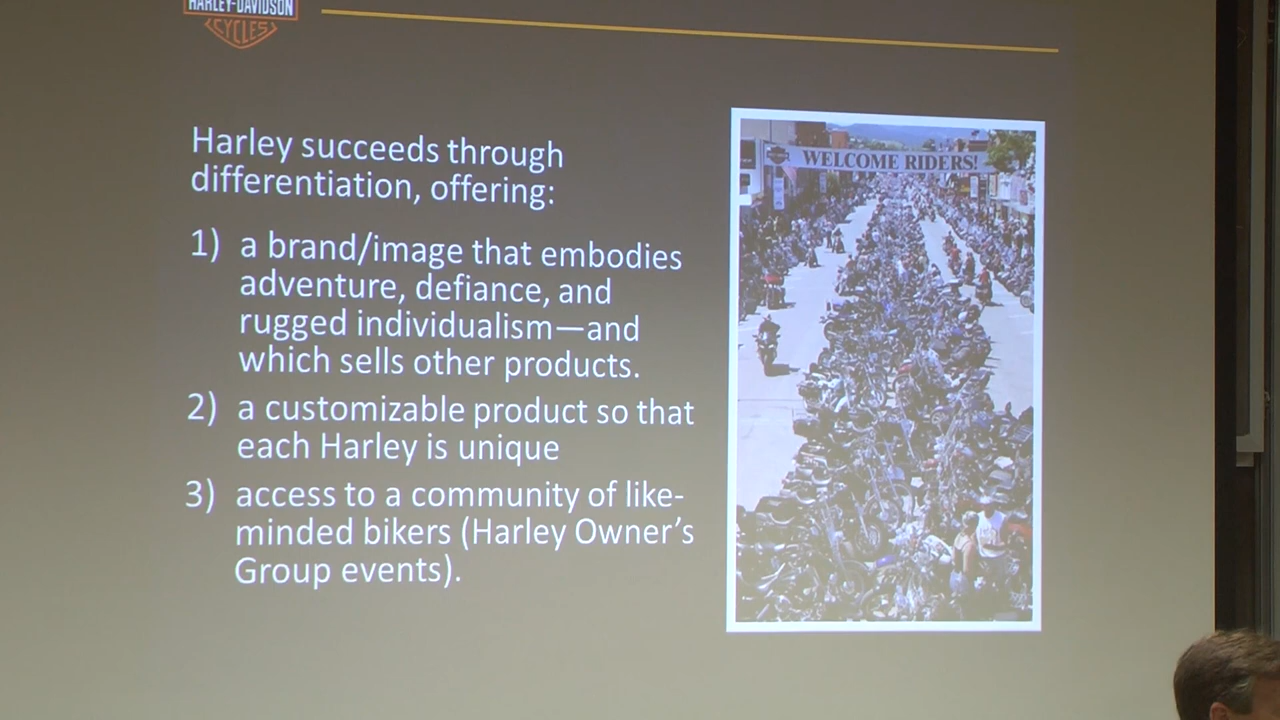 HARLEY-DAVIDSON
CYCLES
Harley succeeds through
differentiation, offering:
1) a brand/image that embodies
adventure, defiance, and
rugged individualism—and
which sells other products.
2) a customizable product so that
each Harley is unique
3) access to a community of like-
minded bikers (Harley Owner’s
Group events).
WELCOME RIDERS!